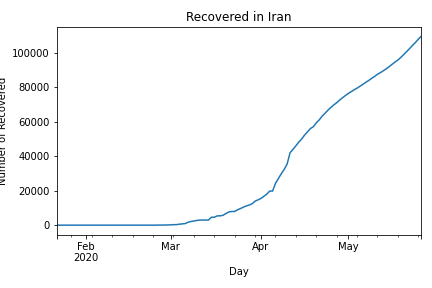 Recovered in Iran
Number of Recovered
100000
80000
60000
40000
20000
0
Feb
2020
Mar
Apr
May
Day